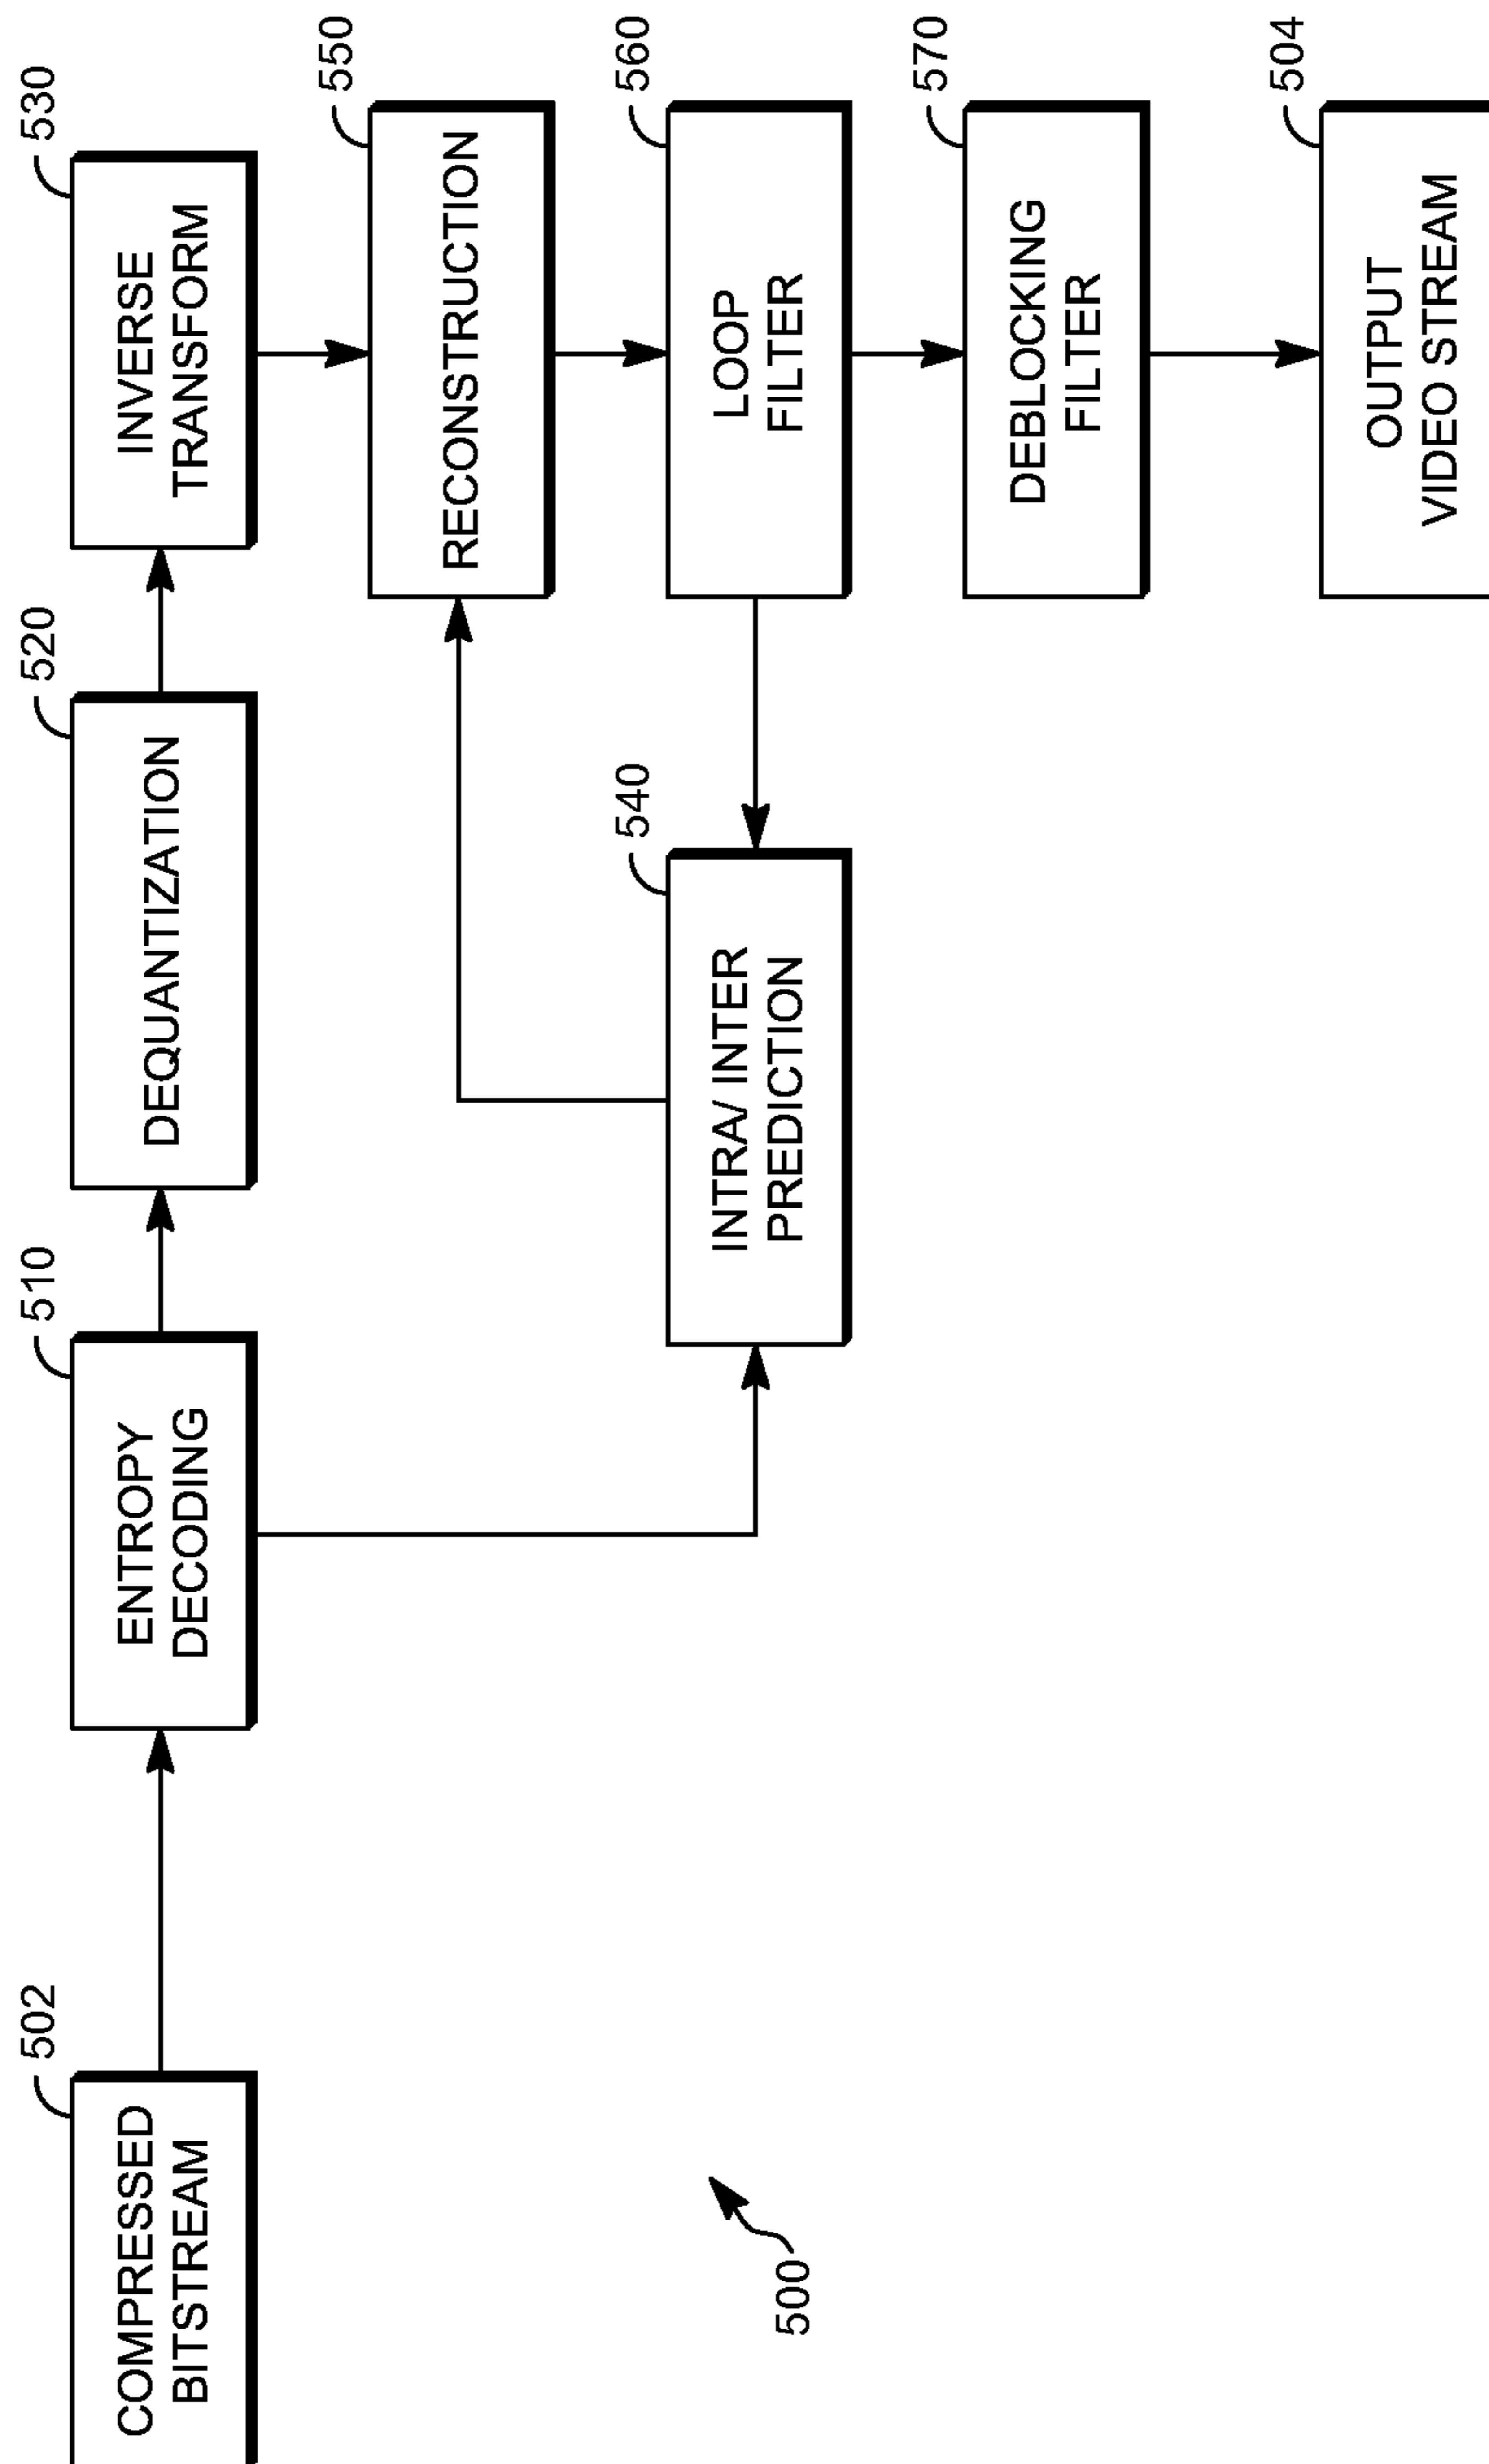 502
COMPRESSED
BITSTREAM
510
ENTROPY
DECODING
520
DEQUANTIZATION
530
INVERSE
TRANSFORM
550
RECONSTRUCTION
540
INTRA/ INTER
PREDICTION
560
LOOP
FILTER
570
DEBLOCKING
FILTER
500
504
OUTPUT
VIDEO STREAM